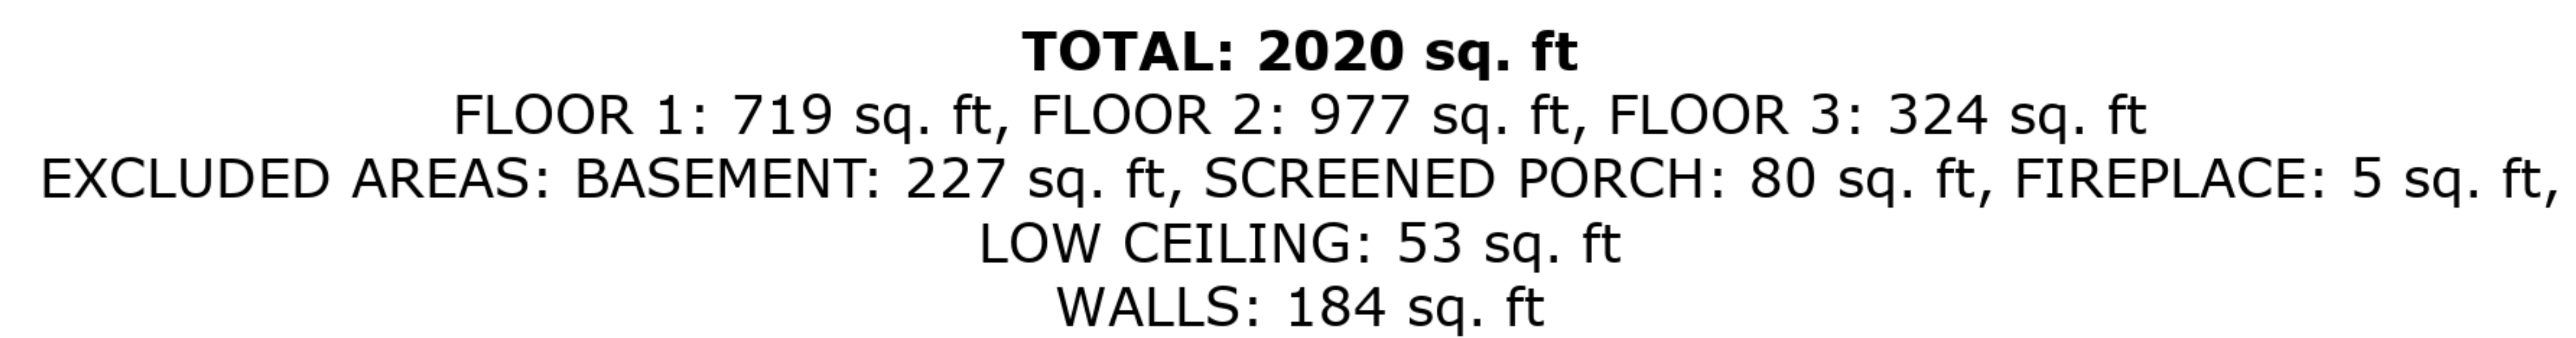 TOTAL: 2020 sq. ft
FLOOR 1: 719 sq. ft, FLOOR 2: 977 sq. ft, FLOOR 3: 324 sq. ft
EXCLUDED AREAS: BASEMENT: 227 sq. ft, SCREENED PORCH: 80 sq. ft, FIREPLACE: 5 sq. ft,
LOW CEILING: 53 sq. ft
WALLS: 184 sq. ft